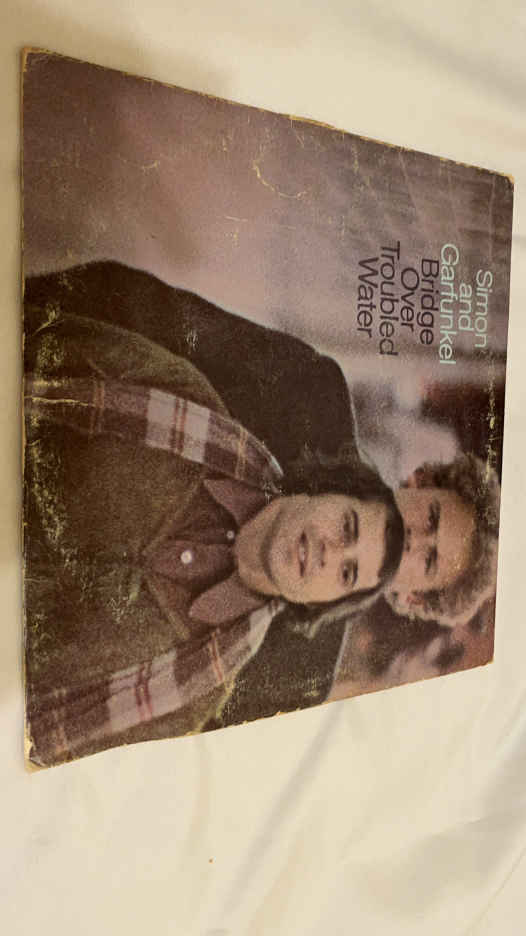 Simon
and
Garfunkel
Bridge
Over
Troubled
Water